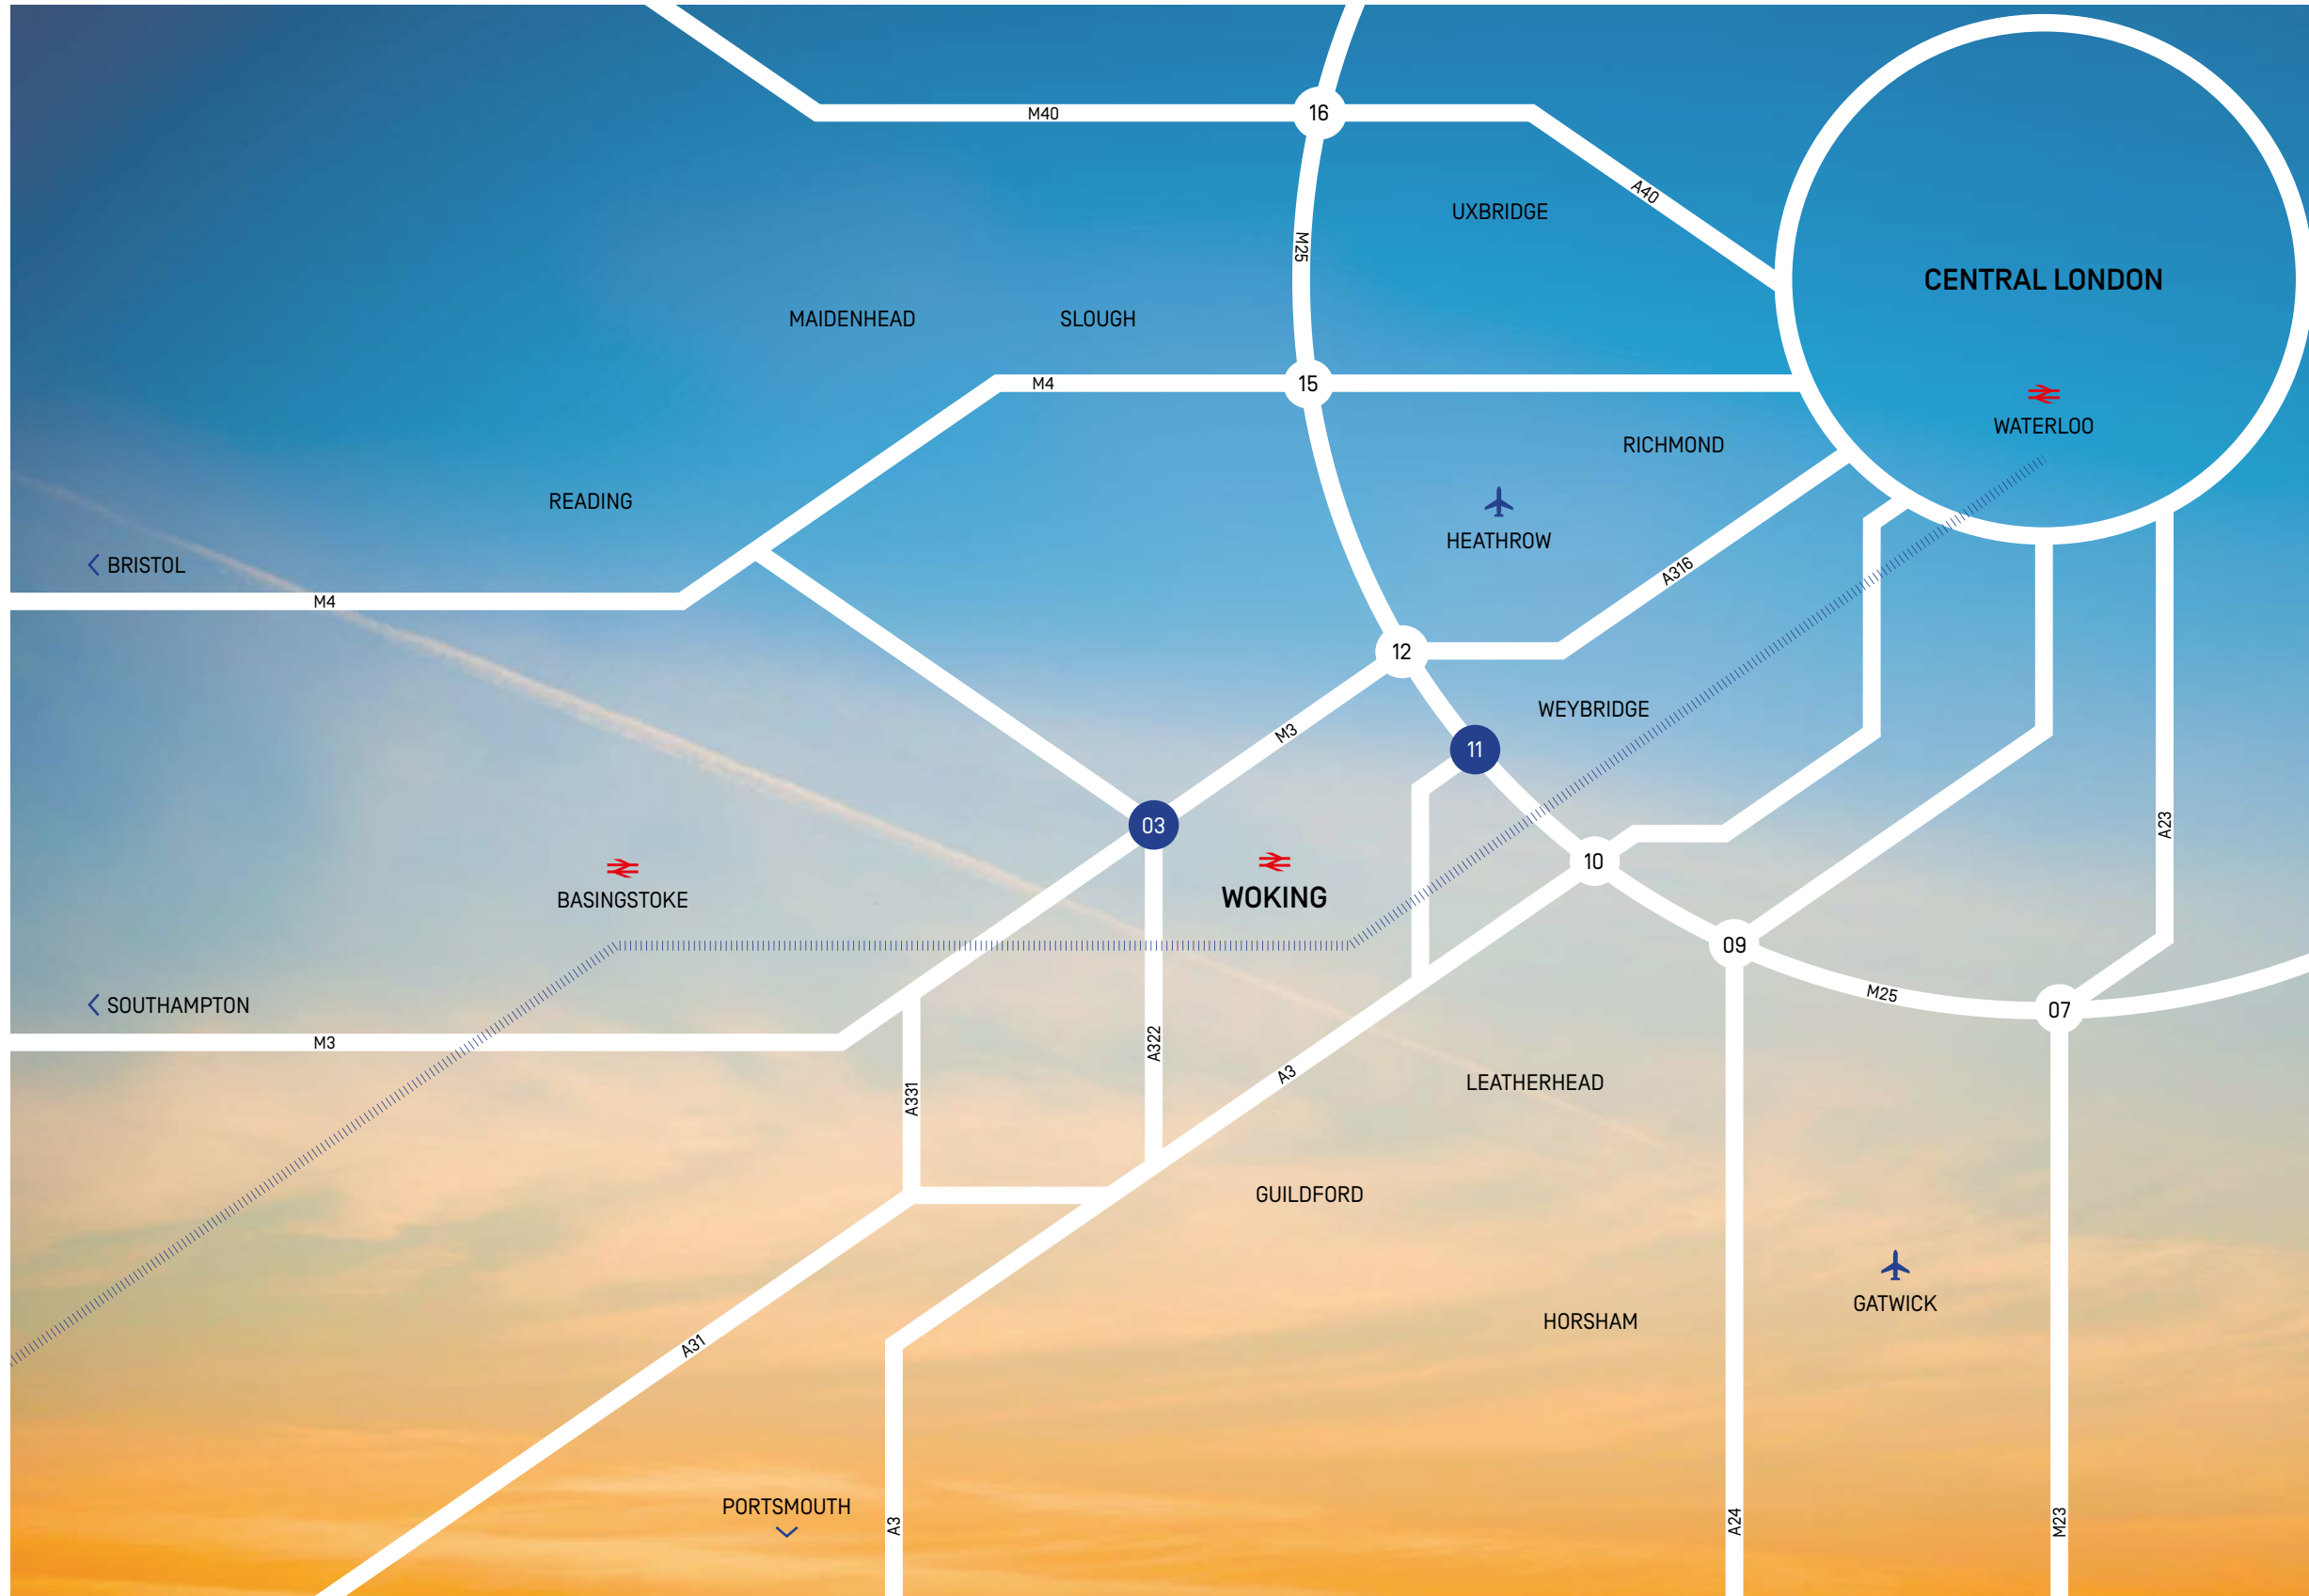 M40
16
A40
UXBRIDGE
M25
CENTRAL LONDON
MAIDENHEAD
SLOUGH
M4
15
WATERLOO
RICHMOND
READING
HEATHROW
BRISTOL
A316
M4
12
WEYBRIDGE
M3
11
03
A23
10
BASINGSTOKE
WOKING
09
M25
SOUTHAMPTON
07
M3
A322
A3
LEATHERHEAD
A331
GUILDFORD
GATWICK
HORSHAM
A31
PORTSMOUTH
A3
A24
M23